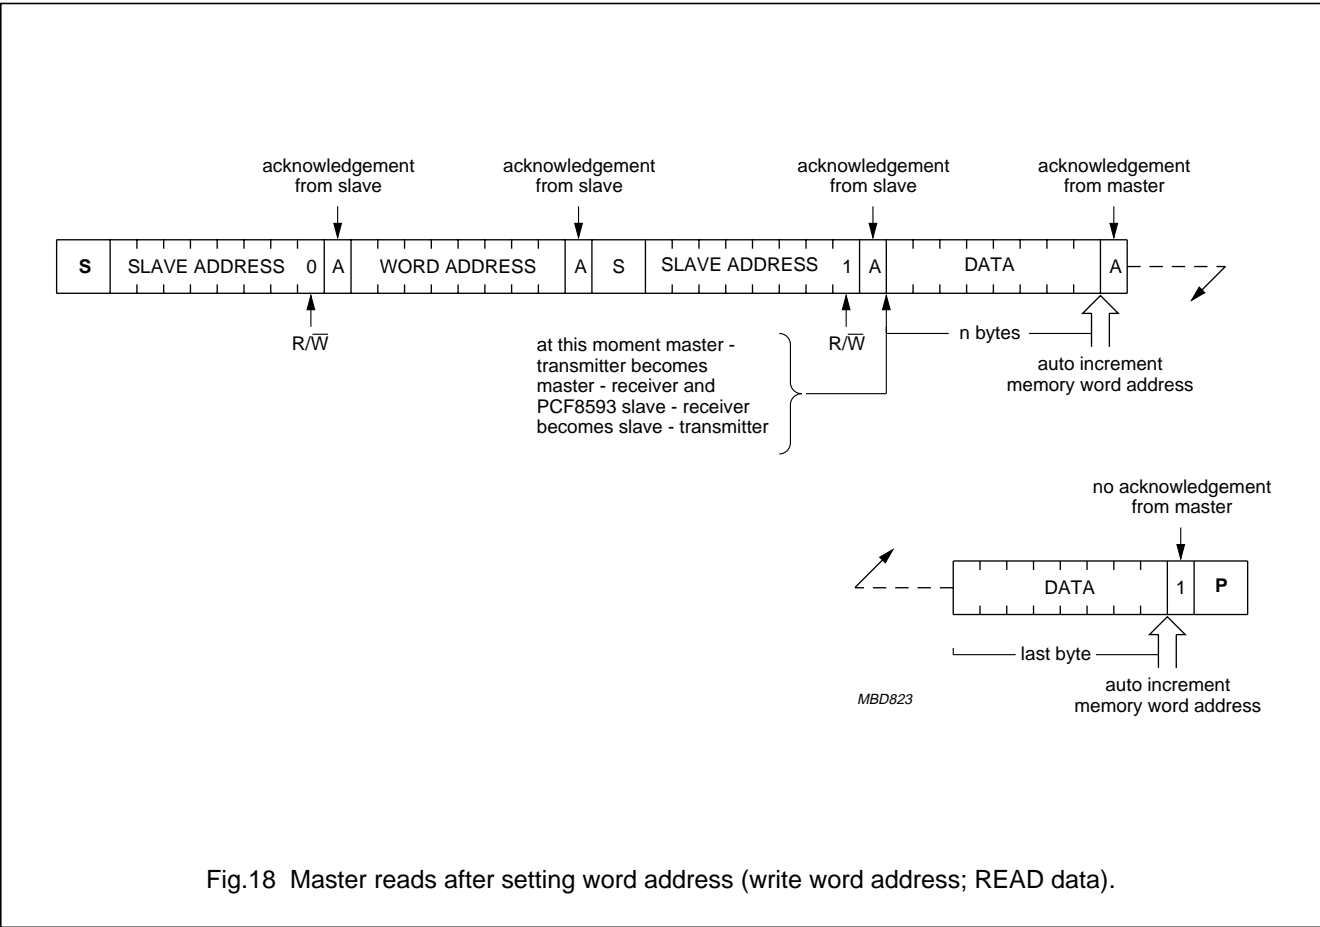 acknowledgement
from slave
acknowledgement
from slave
acknowledgement
from slave
acknowledgement
from master
S SLAVE ADDRESS 0 A WORD ADDRESS A S SLAVE ADDRESS 1 A DATA A
R/W̅
at this moment master -
transmitter becomes
master - receiver and
PCF8593 slave - receiver
becomes slave - transmitter
R/W̅
n bytes
auto increment
memory word address
no acknowledgement
from master
DATA 1 P
last byte
auto increment
memory word address
MBD823
Fig.18 Master reads after setting word address (write word address; READ data).